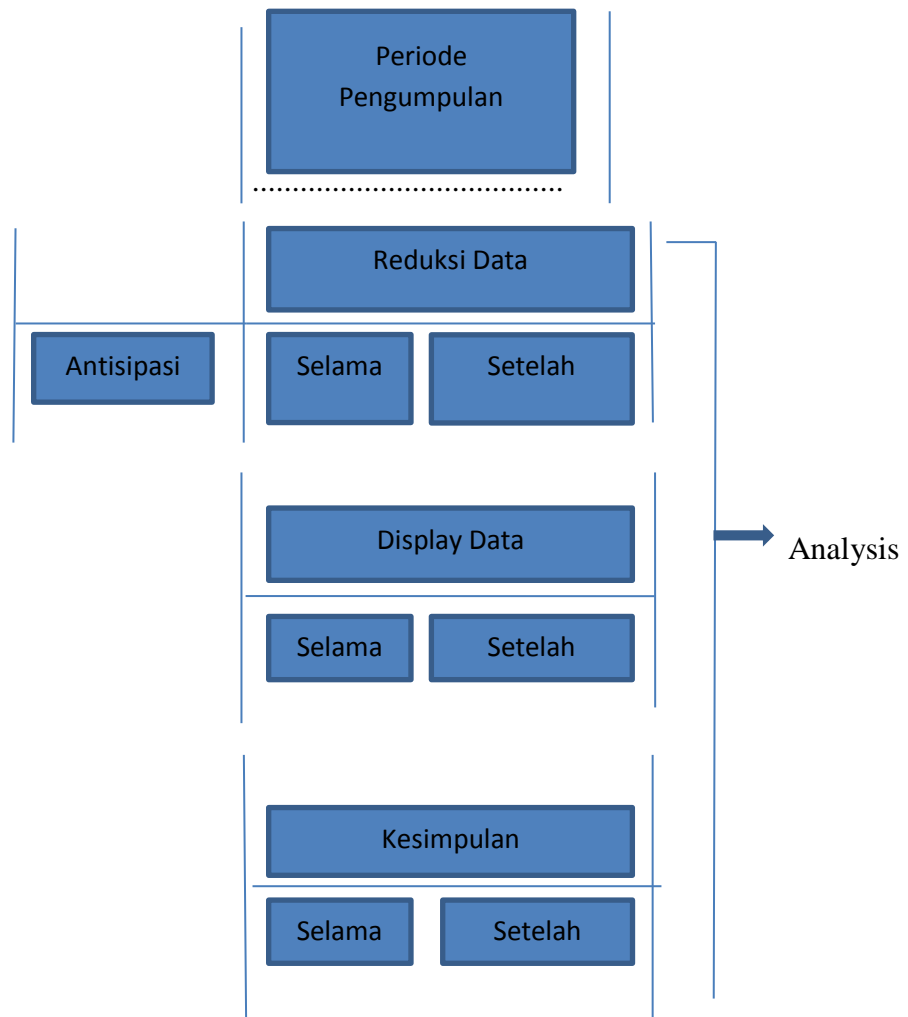 Periode
Pengumpulan
Reduksi Data
Antisipasi
Selama
Setelah
Display Data
Analysis
Selama
Setelah
Kesimpulan
Selama
Setelah